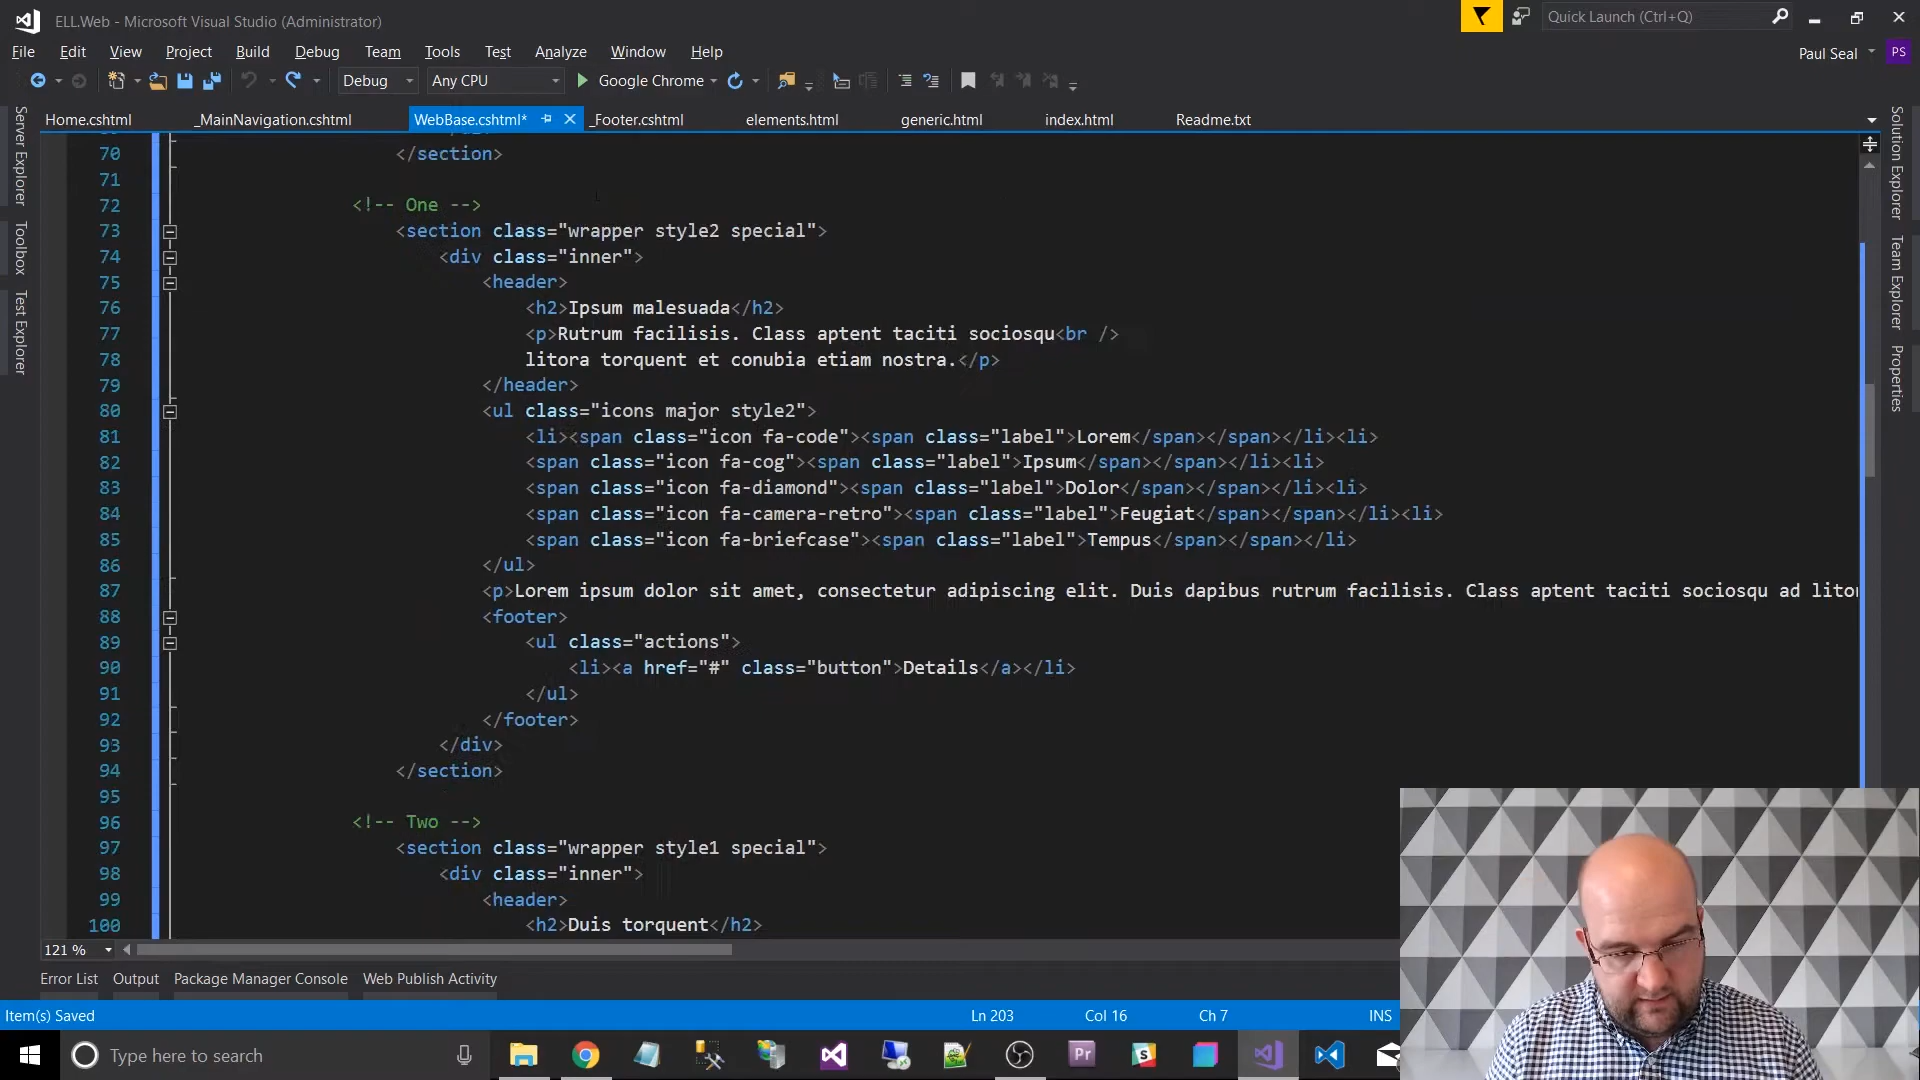 ELL.Web - Microsoft Visual Studio (Administrator)
Quick Launch (Ctrl+Q)
File Edit View Project Build Debug Team Tools Test Analyze Window Help
Paul Seal PS
Debug Any CPU Google Chrome
Home.cshtml _MainNavigation.cshtml WebBase.cshtml* _Footer.cshtml elements.html generic.html index.html Readme.txt
Server Explorer
Toolbox
Test Explorer
Solution Explorer
Team Explorer
Properties
70 </section>
71
72 <!-- One -->
73 <section class="wrapper style2 special">
74 <div class="inner">
75 <header>
76 <h2>Ipsum malesuada</h2>
77 <p>Rutrum facilisis. Class aptent taciti sociosqu<br />
78 litora torquent et conubia etiam nostra.</p>
79 </header>
80 <ul class="icons major style2">
81 <li><span class="icon fa-code"><span class="label">Lorem</span></span></li><li>
82 <span class="icon fa-cog"><span class="label">Ipsum</span></span></li><li>
83 <span class="icon fa-diamond"><span class="label">Dolor</span></span></li><li>
84 <span class="icon fa-camera-retro"><span class="label">Feugiat</span></span></li><li>
85 <span class="icon fa-briefcase"><span class="label">Tempus</span></span></li>
86 </ul>
87 <p>Lorem ipsum dolor sit amet, consectetur adipiscing elit. Duis dapibus rutrum facilisis. Class aptent taciti sociosqu ad lito
88 <footer>
89 <ul class="actions">
90 <li><a href="#" class="button">Details</a></li>
91 </ul>
92 </footer>
93 </div>
94 </section>
95
96 <!-- Two -->
97 <section class="wrapper style1 special">
98 <div class="inner">
99 <header>
100 <h2>Duis torquent</h2>
121 %
Error List Output Package Manager Console Web Publish Activity
Item(s) Saved Ln 203 Col 16 Ch 7 INS
Type here to search Pr S